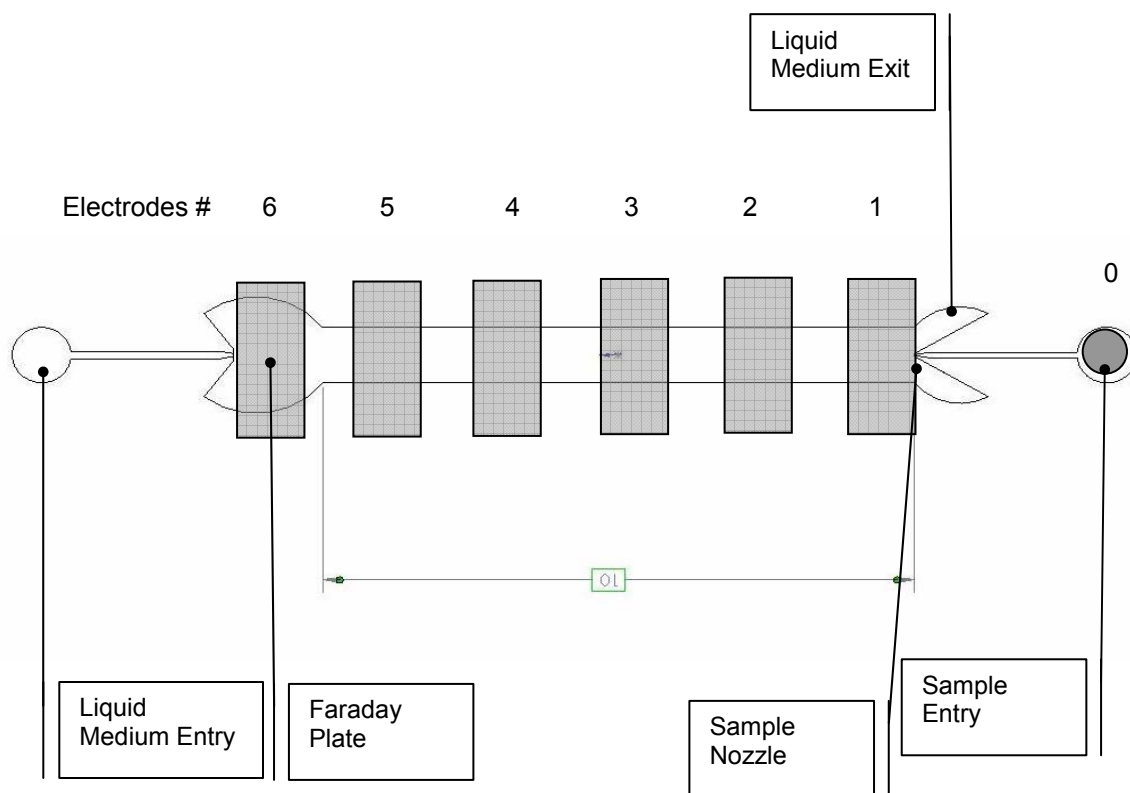 Liquid
Medium Exit
Electrodes # 6 5 4 3 2 1
0
10
Liquid
Medium Entry
Faraday
Plate
Sample
Nozzle
Sample
Entry